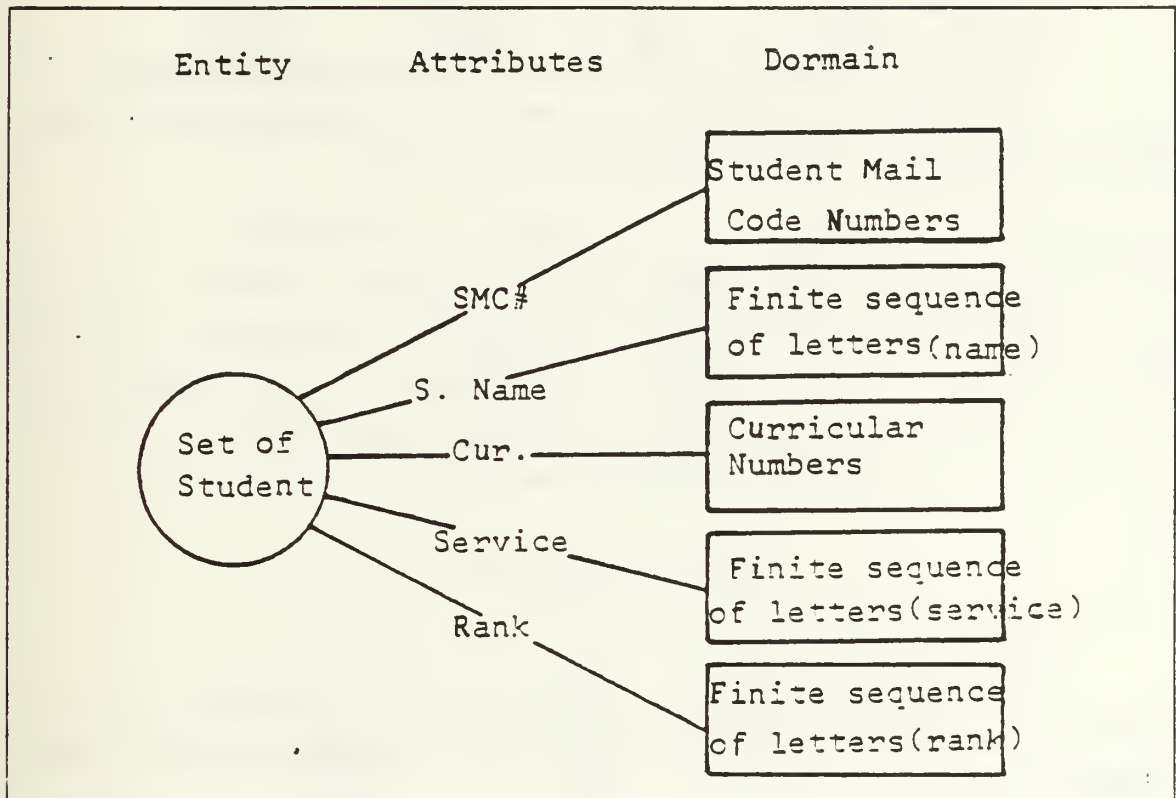 Entity Attributes Dormain
Student Mail
Code Numbers
SMC#
Finite sequence
of letters(name)
S. Name
Set of
Student
Cur.
Curricular
Numbers
Service
Finite sequence
of letters(service)
Rank
Finite sequence
of letters(rank)